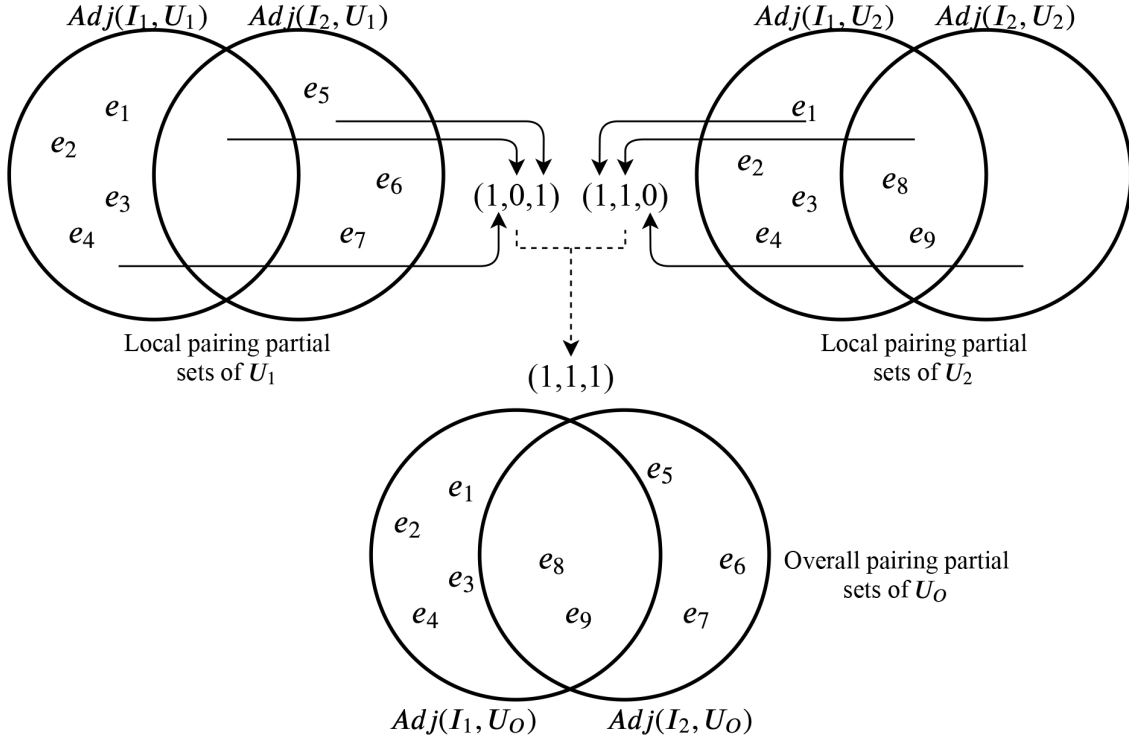 Adj(I₁, U₁) Adj(I₂, U₁) Adj(I₁, U₂) Adj(I₂, U₂)
e₅
e₁ e₁
e₂ e₂
e₆ e₈
(1,0,1) (1,1,0)
e₃ e₃
e₄ e₇ e₄ e₉
Local pairing partial
sets of U₁
Local pairing partial
sets of U₂
(1,1,1)
e₅
e₁
e₂
e₈ e₆
e₃
e₄ e₉ e₇
Overall pairing partial
sets of U_O
Adj(I₁, U_O) Adj(I₂, U_O)